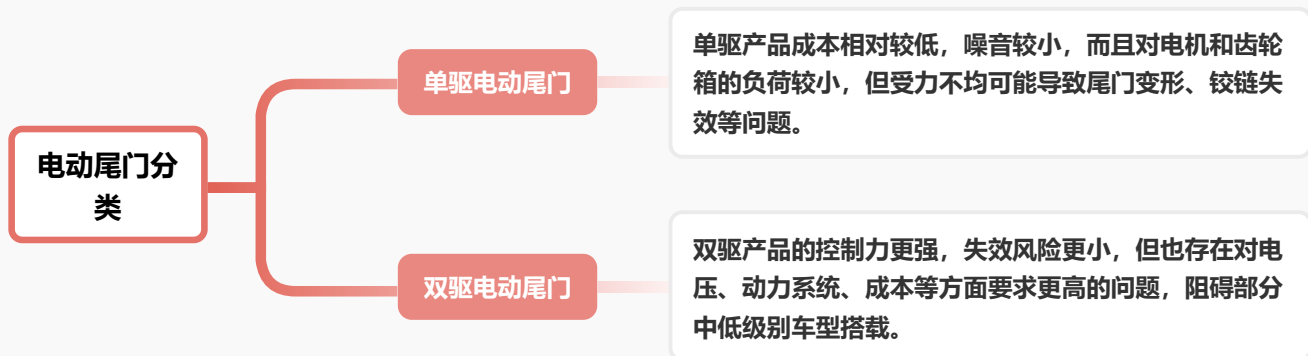 电动尾门分
类
单驱电动尾门
单驱产品成本相对较低，噪音较小，而且对电机和齿轮
箱的负荷较小，但受力不均可能导致尾门变形、铰链失
效等问题。
双驱电动尾门
双驱产品的控制力更强，失效风险更小，但也存在对电
压、动力系统、成本等方面要求更高的问题，阻碍部分
中低级别车型搭载。